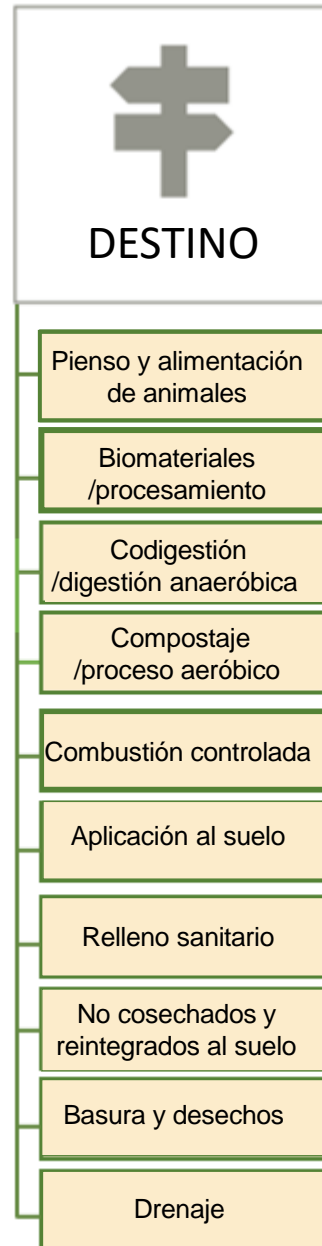 DESTINO
Pienso y alimentación
de animales
Biomateriales
/procesamiento
Codigestión
/digestión anaeróbica
Compostaje
/proceso aeróbico
Combustión controlada
Aplicación al suelo
Relleno sanitario
No cosechados y
reintegrados al suelo
Basura y desechos
Drenaje